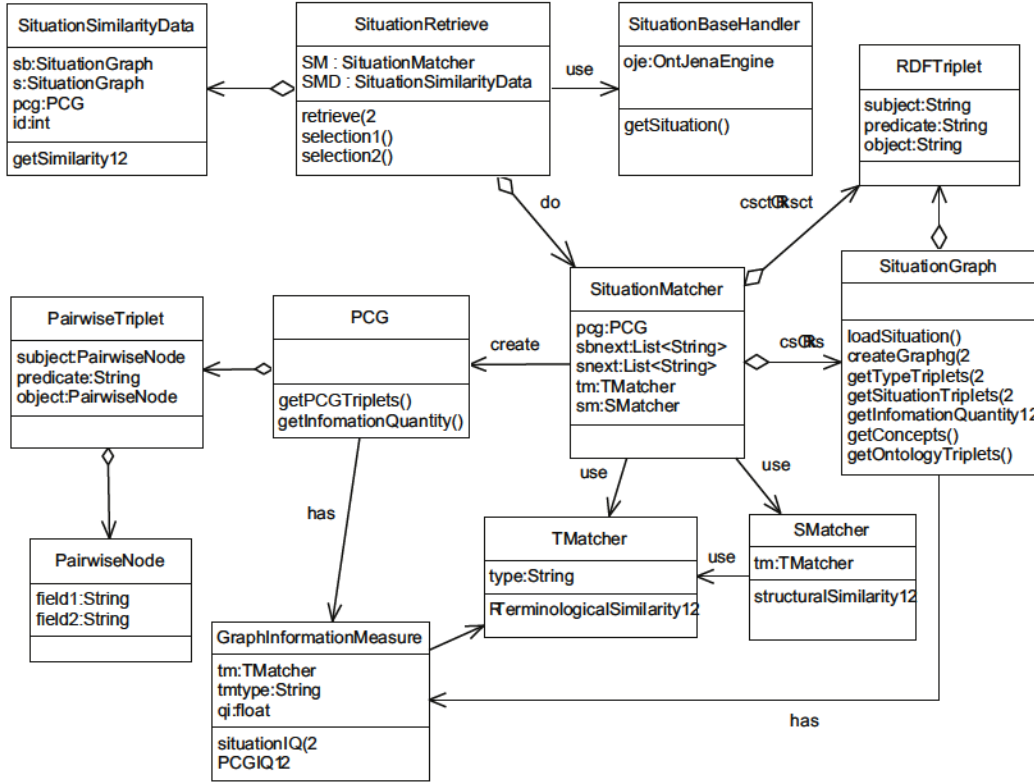 SituationSimilarityData
sb:SituationGraph
s:SituationGraph
pcg:PCG
id:int
getSimilarity12
SituationRetrieve
SM : SituationMatcher
SMD : SituationSimilarityData
retrieve(2
selection1()
selection2()
use
SituationBaseHandler
oje:OntJenaEngine
getSituation()
RDFTriplet
subject:String
predicate:String
object:String
do
SituationMatcher
pcg:PCG
sbnext:List<String>
snext:List<String>
tm:TMatcher
sm:SMatcher
SituationGraph
loadSituation()
createGraphg(2
getTypeTriplets(2
getSituationTriplets(2
getInfomationQuantity12
getConcepts()
getOntologyTriplets()
PairwiseTriplet
subject:PairwiseNode
predicate:String
object:PairwiseNode
PCG
getPCGTriplets()
getInfomationQuantity()
create
has
use
use
PairwiseNode
field1:String
field2:String
TMatcher
type:String
TerminologicalSimilarity12
use
SMatcher
tm:TMatcher
structuralSimilarity12
GraphInformationMeasure
tm:TMatcher
tmtype:String
qi:float
situationIQ(2
PCGIQ12
has